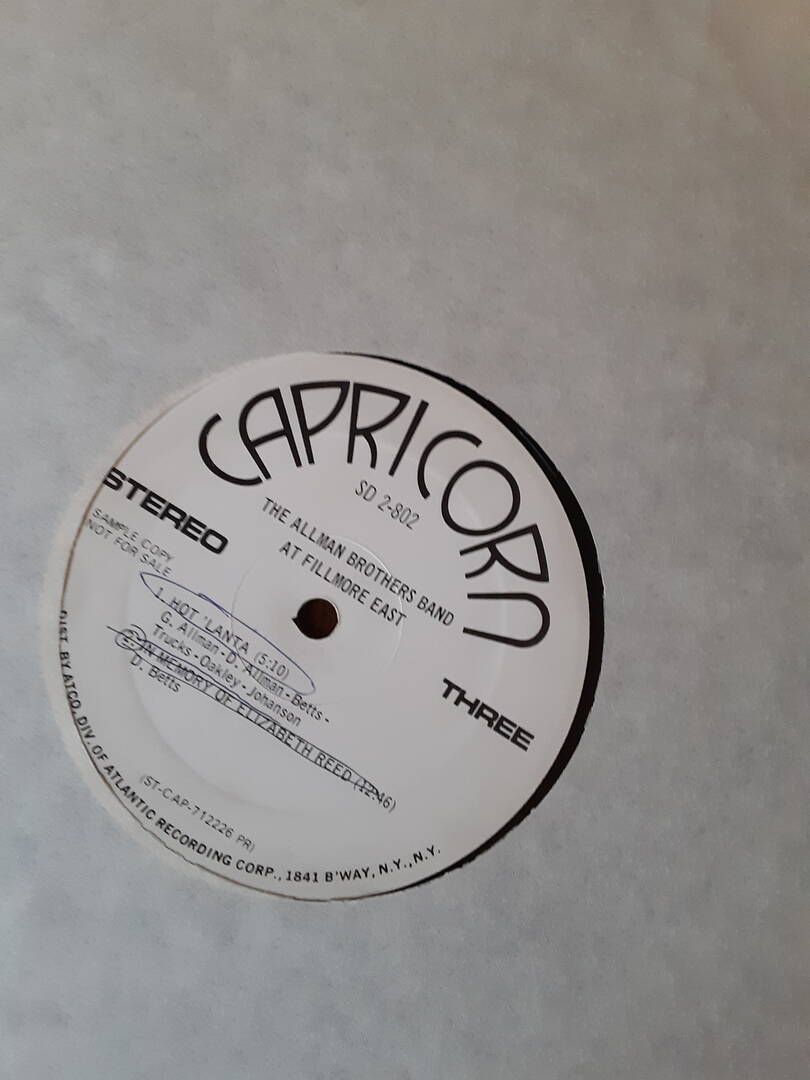 CAPRICORN
SD 2-802
THE ALLMAN BROTHERS BAND
AT FILLMORE EAST
STEREO
SAMPLE COPY
NOT FOR SALE
THREE
1. HOT 'LANTA (5:10)
G. Allman-D. Allman-Betts-
Trucks-Oakley-Johanson
2. IN MEMORY OF ELIZABETH REED (12:46)
D. Betts
(ST-CAP-712226 PR)
DIST. BY ATCO, DIV. OF ATLANTIC RECORDING CORP., 1841 B'WAY, N.Y., N.Y.